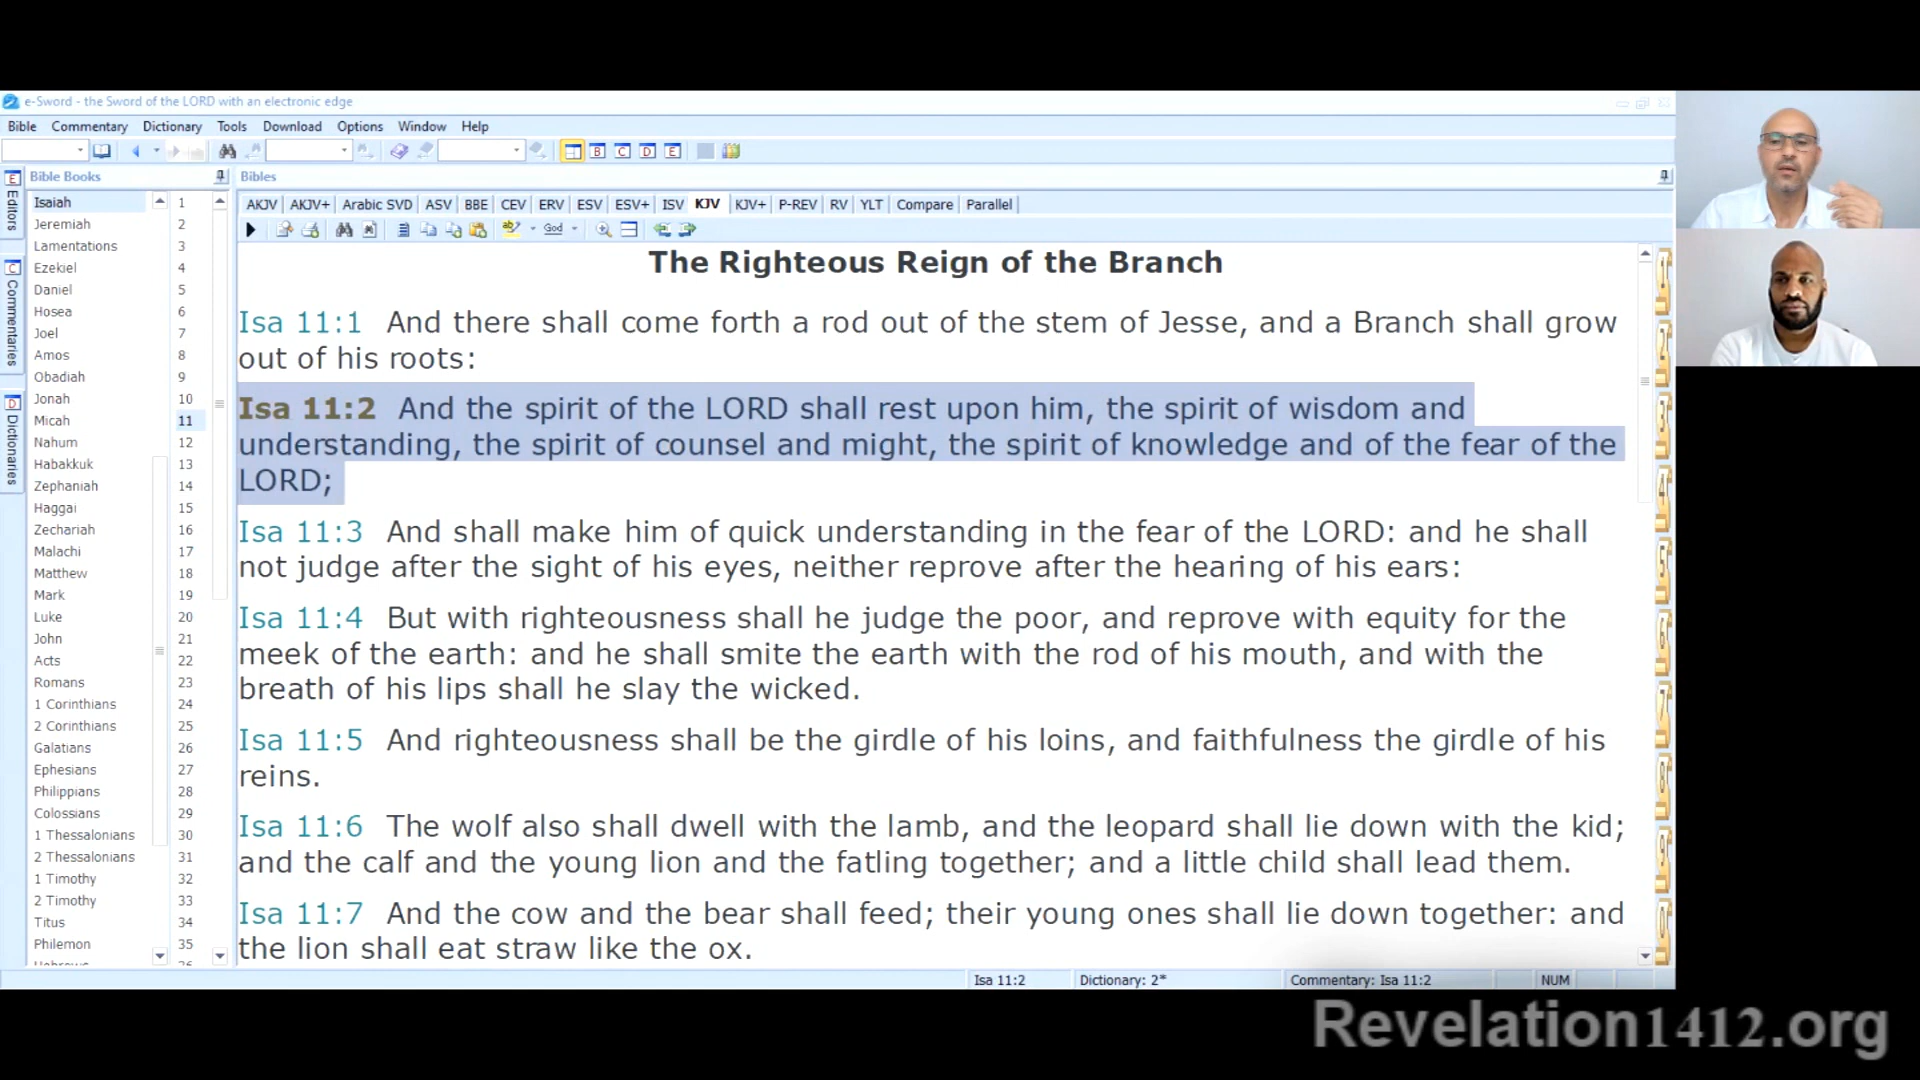 e-Sword - the Sword of the LORD with an electronic edge
Bible Commentary Dictionary Tools Download Options Window Help
B C D E
Bible Books
Bibles
E Editors
C Commentaries
D Dictionaries
Isaiah
Jeremiah
Lamentations
Ezekiel
Daniel
Hosea
Joel
Amos
Obadiah
Jonah
Micah
Nahum
Habakkuk
Zephaniah
Haggai
Zechariah
Malachi
Matthew
Mark
Luke
John
Acts
Romans
1 Corinthians
2 Corinthians
Galatians
Ephesians
Philippians
Colossians
1 Thessalonians
2 Thessalonians
1 Timothy
2 Timothy
Titus
Philemon
1
2
3
4
5
6
7
8
9
10
11
12
13
14
15
16
17
18
19
20
21
22
23
24
25
26
27
28
29
30
31
32
33
34
35
AKJV AKJV+ Arabic SVD ASV BBE CEV ERV ESV ESV+ ISV KJV KJV+ P-REV RV YLT Compare Parallel
ab God
The Righteous Reign of the Branch
Isa 11:1 And there shall come forth a rod out of the stem of Jesse, and a Branch shall grow
out of his roots:
Isa 11:2 And the spirit of the LORD shall rest upon him, the spirit of wisdom and
understanding, the spirit of counsel and might, the spirit of knowledge and of the fear of the
LORD;
Isa 11:3 And shall make him of quick understanding in the fear of the LORD: and he shall
not judge after the sight of his eyes, neither reprove after the hearing of his ears:
Isa 11:4 But with righteousness shall he judge the poor, and reprove with equity for the
meek of the earth: and he shall smite the earth with the rod of his mouth, and with the
breath of his lips shall he slay the wicked.
Isa 11:5 And righteousness shall be the girdle of his loins, and faithfulness the girdle of his
reins.
Isa 11:6 The wolf also shall dwell with the lamb, and the leopard shall lie down with the kid;
and the calf and the young lion and the fatling together; and a little child shall lead them.
Isa 11:7 And the cow and the bear shall feed; their young ones shall lie down together: and
the lion shall eat straw like the ox.
1
2
3
4
5
6
7
8
9
0
Isa 11:2 Dictionary: 2* Commentary: Isa 11:2 NUM
Revelation1412.org